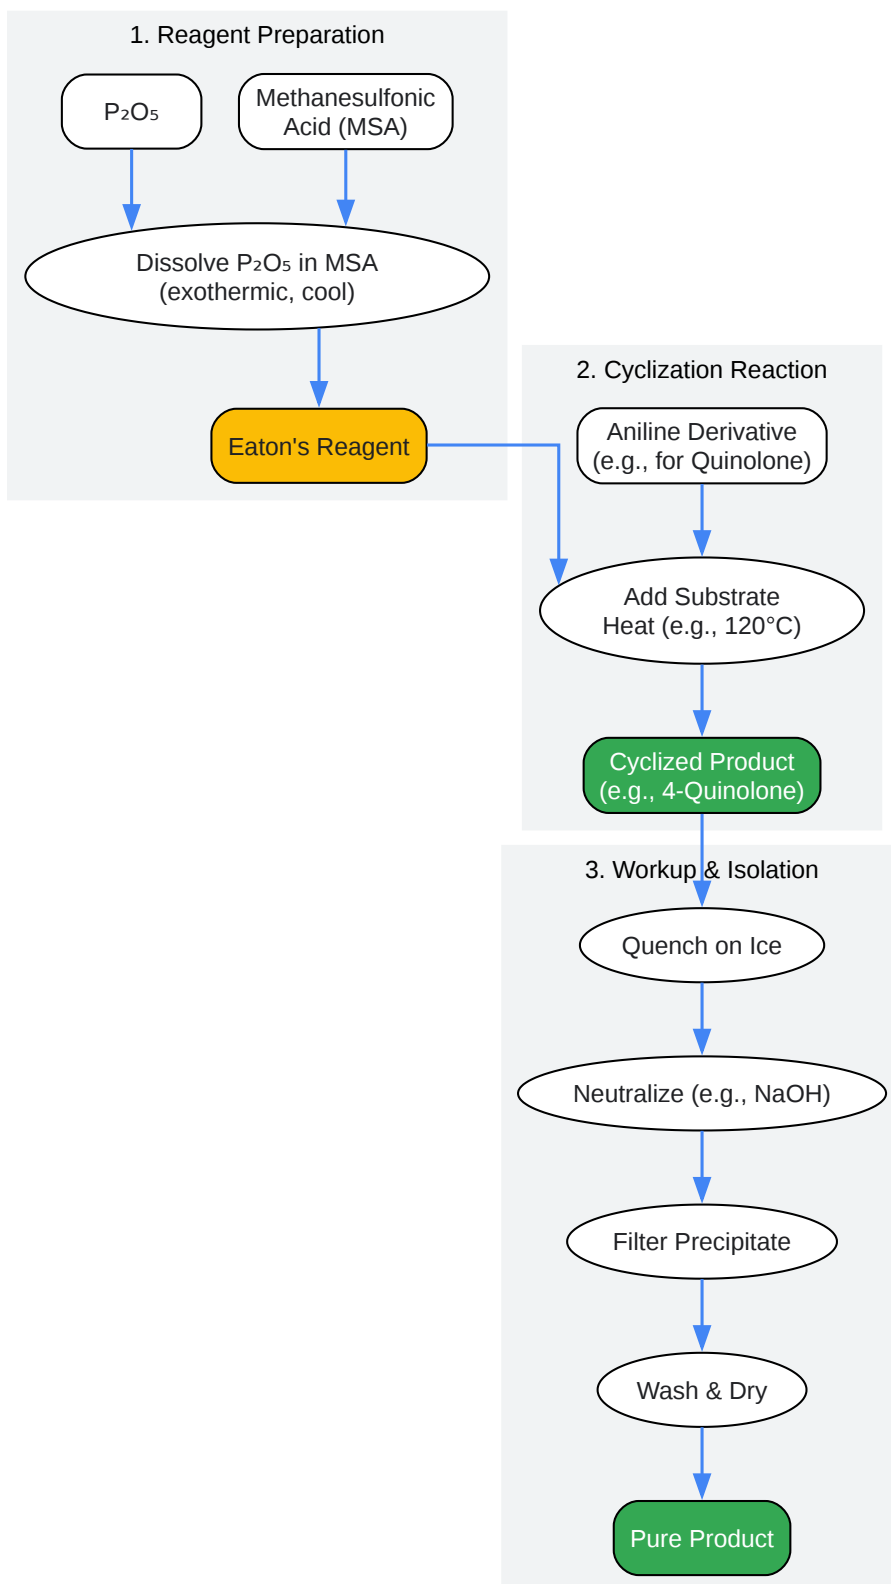 1. Reagent Preparation
P₂O₅
Methanesulfonic
Acid (MSA)
Dissolve P₂O₅ in MSA
(exothermic, cool)
Eaton's Reagent
2. Cyclization Reaction
Aniline Derivative
(e.g., for Quinolone)
Add Substrate
Heat (e.g., 120°C)
Cyclized Product
(e.g., 4-Quinolone)
3. Workup & Isolation
Quench on Ice
Neutralize (e.g., NaOH)
Filter Precipitate
Wash & Dry
Pure Product